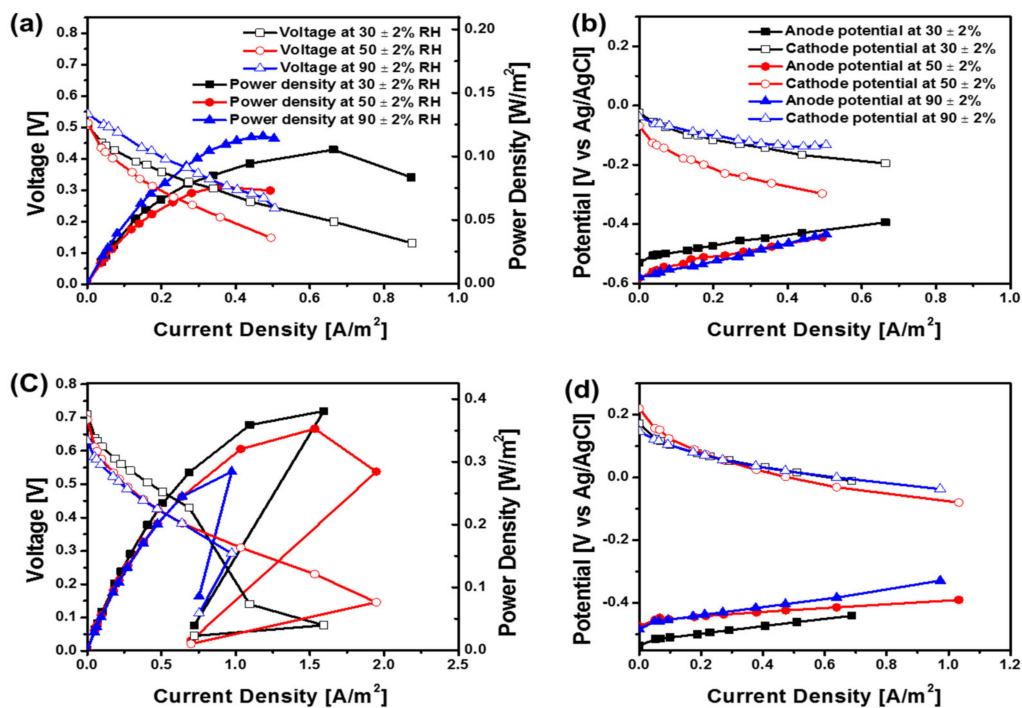 (a)
0.8
0.7
0.6
0.5
0.4
0.3
0.2
0.1
0.0
Voltage [V]
Voltage at 30 ± 2% RH
Voltage at 50 ± 2% RH
Voltage at 90 ± 2% RH
Power density at 30 ± 2% RH
Power density at 50 ± 2% RH
Power density at 90 ± 2% RH
0.20
0.15
0.10
0.05
0.00
Power Density [W/m²]
0.0 0.2 0.4 0.6 0.8 1.0
Current Density [A/m²]
(b)
0.2
0.0
-0.2
-0.4
-0.6
Potential [V vs Ag/AgCl]
Anode potential at 30 ± 2%
Cathode potential at 30 ± 2%
Anode potential at 50 ± 2%
Cathode potential at 50 ± 2%
Anode potential at 90 ± 2%
Cathode potential at 90 ± 2%
0.0 0.2 0.4 0.6 0.8 1.0
Current Density [A/m²]
(C)
0.8
0.7
0.6
0.5
0.4
0.3
0.2
0.1
0.0
Voltage [V]
0.4
0.3
0.2
0.1
0.0
Power Density [W/m²]
0.0 0.5 1.0 1.5 2.0 2.5
Current Density [A/m²]
(d)
0.2
0.0
-0.4
Potential [V vs Ag/AgCl]
0.0 0.2 0.4 0.6 0.8 1.0
Current Density [A/m²]